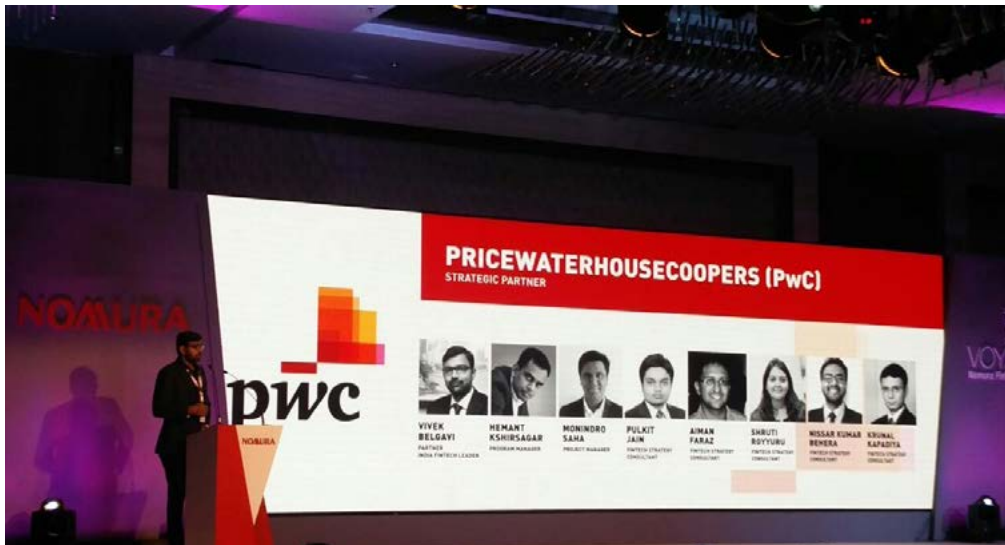 NOMURA
pwc
PRICEWATERHOUSECOOPERS (PwC)
STRATEGIC PARTNER
VIVEK
BELGAVI
PARTNER
INDIA FINTECH LEADER
HEMANT
KSHIRSAGAR
PROGRAM MANAGER
MONINDRO
SAHA
PROJECT MANAGER
PULKIT
JAIN
FINTECH STRATEGY
CONSULTANT
AIMAN
FARAZ
FINTECH STRATEGY
CONSULTANT
SHRUTI
ROYYURU
FINTECH STRATEGY
CONSULTANT
NISSAR KUMAR
BEHERA
FINTECH STRATEGY
CONSULTANT
KRUNAL
KAPADIYA
FINTECH STRATEGY
CONSULTANT
NOMURA
VOY
Nomura Fin